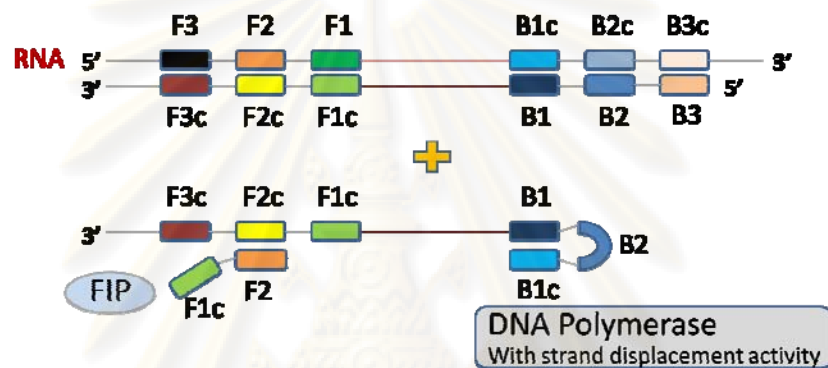 F3 F2 F1 B1c B2c B3c
RNA 5' 3'
3' 5'
F3c F2c F1c B1 B2 B3
F3c F2c F1c B1
3'
B2
FIP
F1c F2 B1c
DNA Polymerase
With strand displacement activity